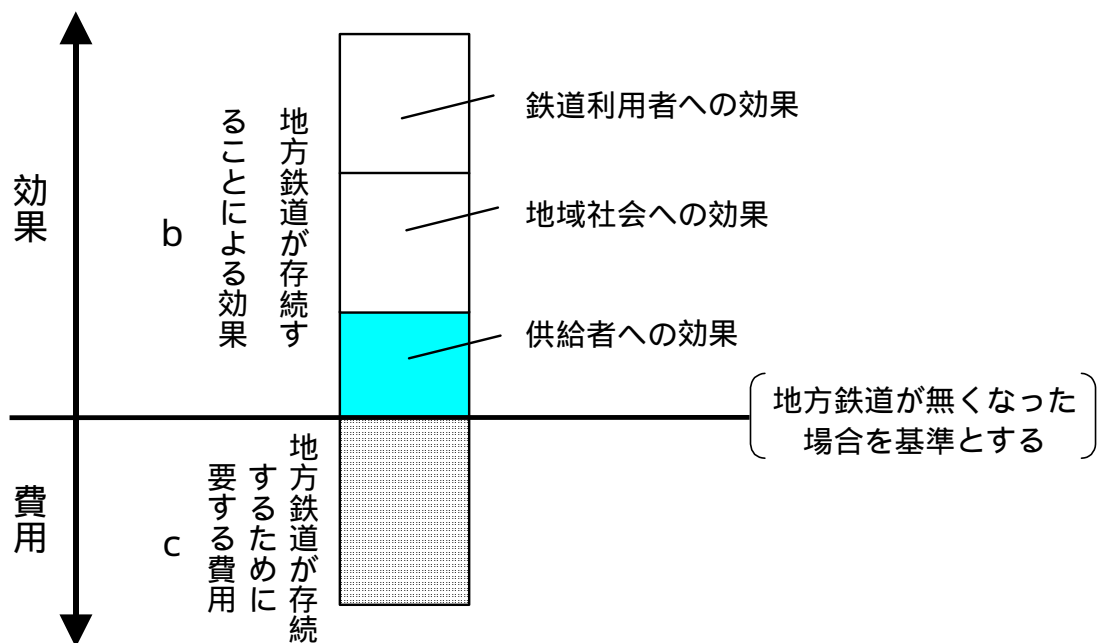 効果
b
地方鉄道が存続す
ることによる効果
鉄道利用者への効果
地域社会への効果
供給者への効果
地方鉄道が無くなった
場合を基準とする
費用
c
地方鉄道が存続
するために
要する費用